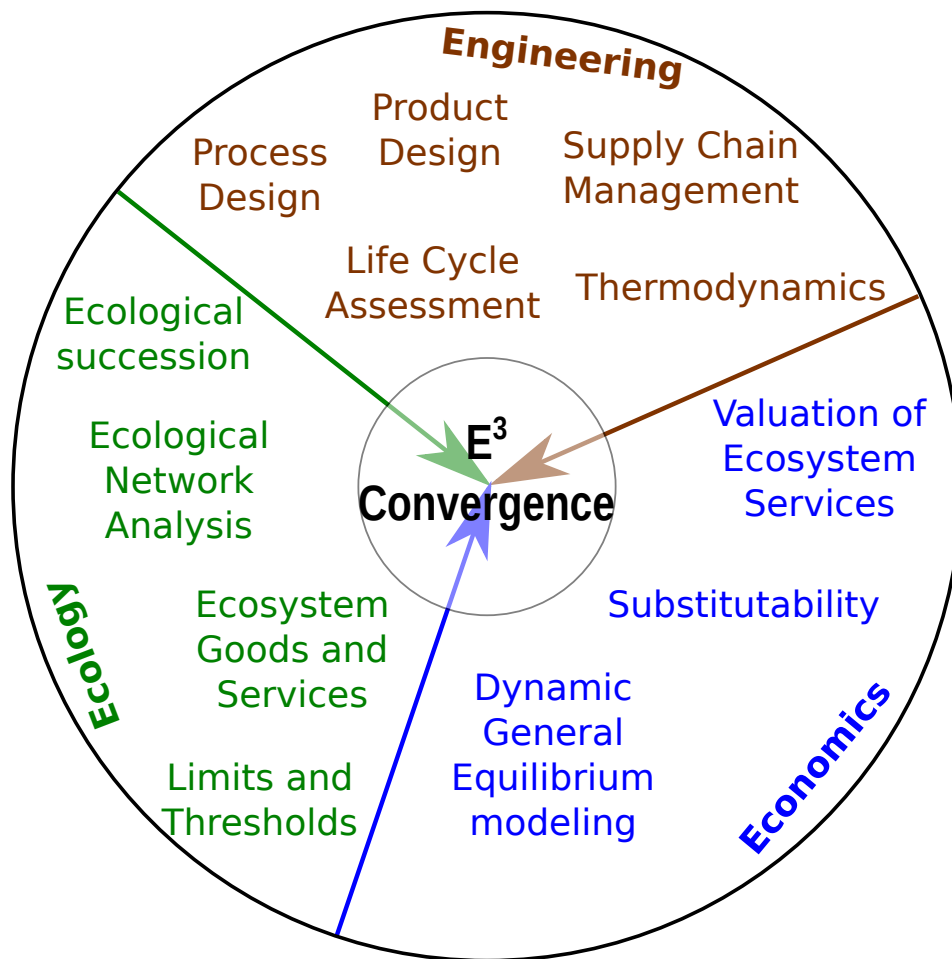 Engineering
Process
Design
Product
Design
Supply Chain
Management
Life Cycle
Assessment
Thermodynamics
Ecological
succession
Ecological
Network
Analysis
Ecosystem
Goods and
Services
Limits and
Thresholds
Ecology
E³
Convergence
Valuation of
Ecosystem
Services
Substitutability
Dynamic
General
Equilibrium
modeling
Economics